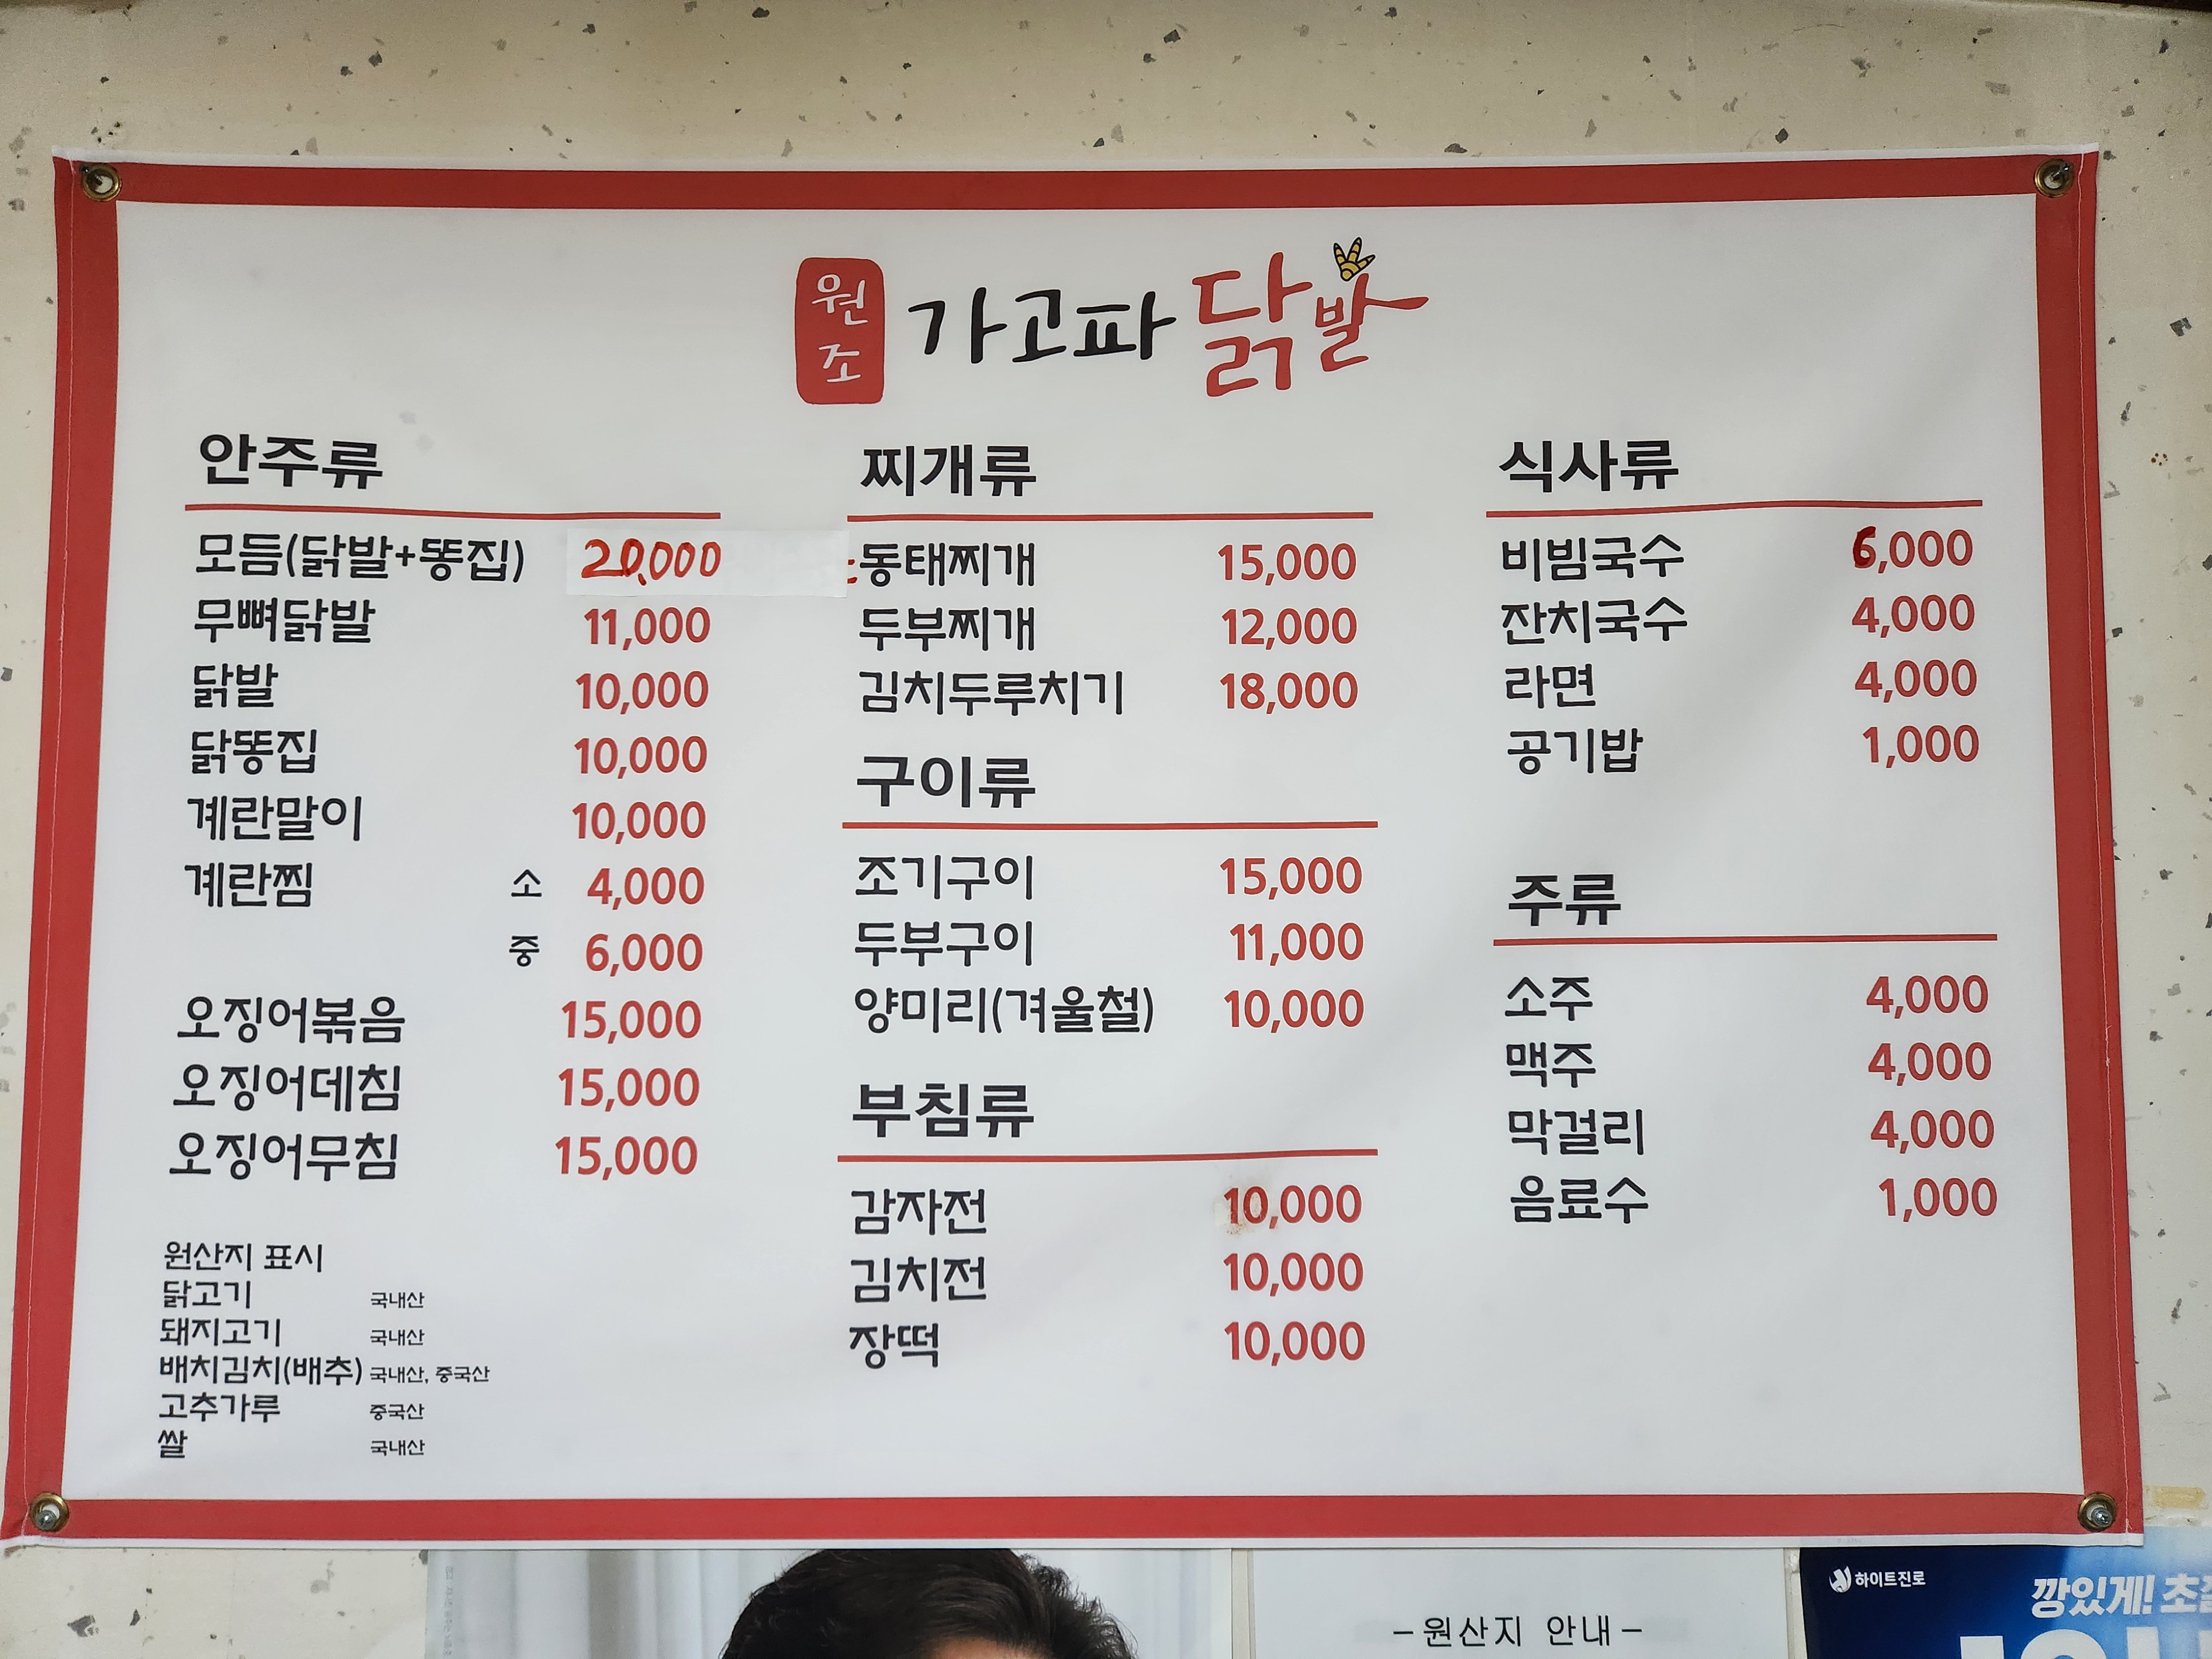 원조 가고파 닭발
안주류
모듬(닭발+똥집) 20,000
무뼈닭발 11,000
닭발 10,000
닭똥집 10,000
계란말이 10,000
계란찜 소 4,000
중 6,000
오징어볶음 15,000
오징어데침 15,000
오징어무침 15,000
원산지 표시
닭고기 국내산
돼지고기 국내산
배치김치(배추) 국내산, 중국산
고추가루 중국산
쌀 국내산
찌개류
동태찌개 15,000
두부찌개 12,000
김치두루치기 18,000
구이류
조기구이 15,000
두부구이 11,000
양미리(겨울철) 10,000
부침류
감자전 10,000
김치전 10,000
장떡 10,000
식사류
비빔국수 6,000
잔치국수 4,000
라면 4,000
공기밥 1,000
주류
소주 4,000
맥주 4,000
막걸리 4,000
음료수 1,000
-원산지 안내-
하이트진로
깡있게!